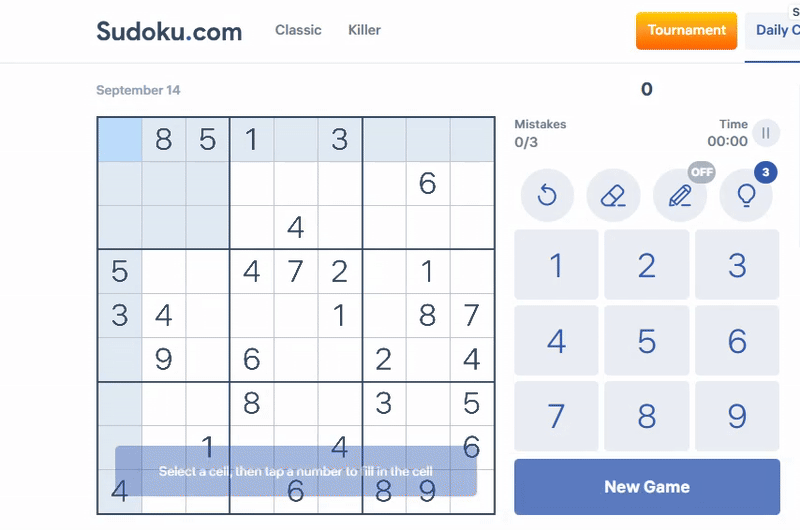 Sudoku.com Classic Killer Tournament Daily C
S
September 14
0
Mistakes
0/3
Time
00:00
OFF
3
8 5 1 3
6
4
5 4 7 2 1
3 4 1 8 7
9 6 2 4
8 3 5
1 4 6
4 6 8 9
Select a cell, then tap a number to fill in the cell
1 2 3
4 5 6
7 8 9
New Game